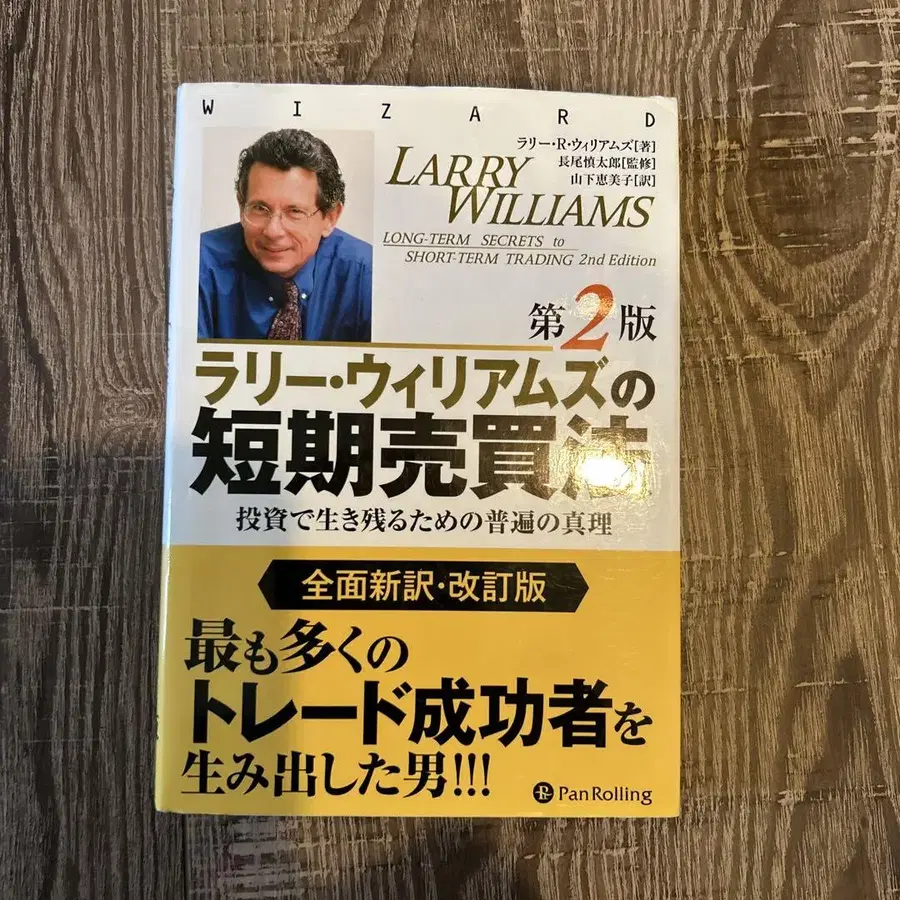 WIZARD
ラリー・R・ウィリアムズ[著]
長尾慎太郎[監修]
山下恵美子[訳]
LARRY
WILLIAMS
LONG-TERM SECRETS to
SHORT-TERM TRADING 2nd Edition
第2版
ラリー・ウィリアムズの
短期売買法
投資で生き残るための普遍の真理
全面新訳・改訂版
最も多くの
トレード成功者を
生み出した男!!!
PanRolling